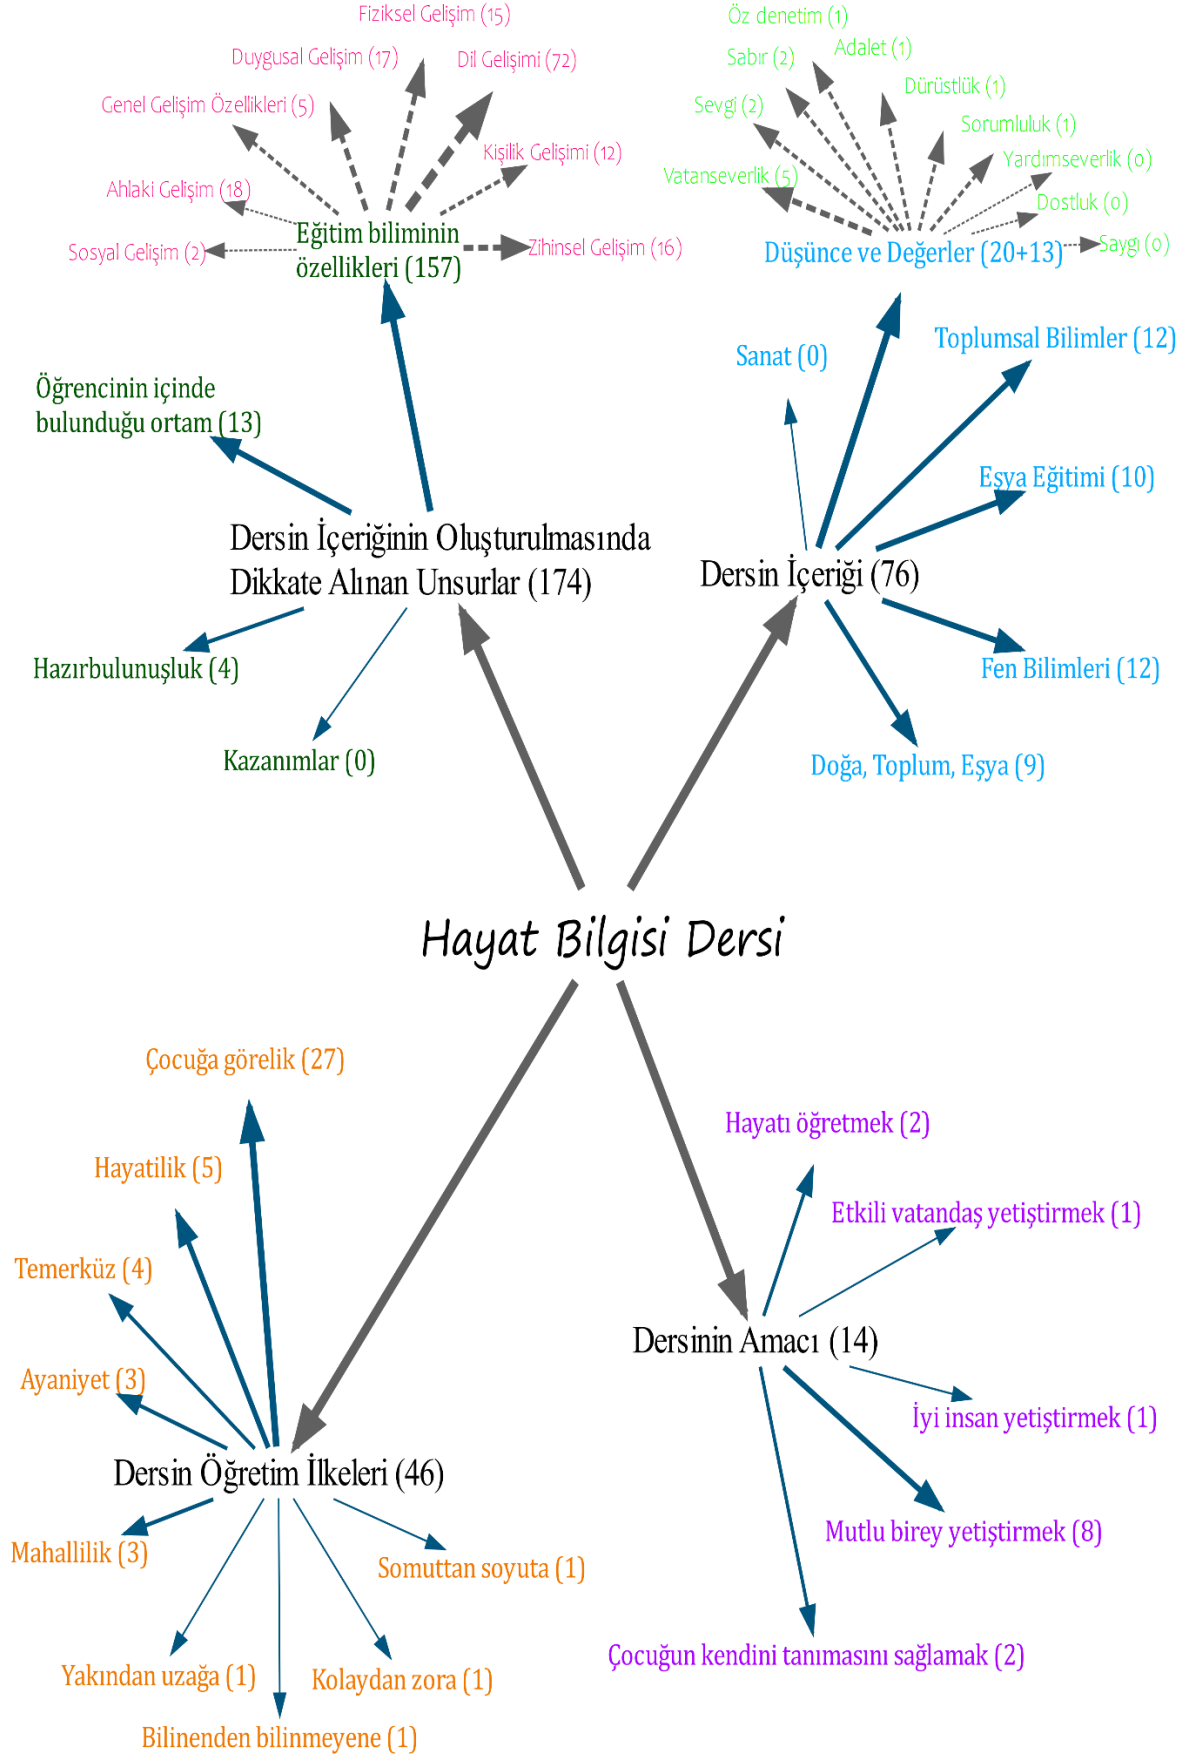 Fiziksel Gelişim (15)
Duygusal Gelişim (17)
Dil Gelişimi (72)
Genel Gelişim Özellikleri (5)
Kişilik Gelişimi (12)
Ahlaki Gelişim (18)
Sosyal Gelişim (2)
Zihinsel Gelişim (16)
Eğitim biliminin
özellikleri (157)
Öz denetim (1)
Adalet (1)
Sabır (2)
Dürüstlük (1)
Sevgi (2)
Sorumluluk (1)
Yardımseverlik (0)
Vatanseverlik (5)
Dostluk (0)
Saygı (0)
Düşünce ve Değerler (20+13)
Öğrencinin içinde
bulunduğu ortam (13)
Dersin İçeriğinin Oluşturulmasında
Dikkate Alınan Unsurlar (174)
Hazırbulunuşluk (4)
Kazanımlar (0)
Sanat (0)
Toplumsal Bilimler (12)
Eşya Eğitimi (10)
Dersin İçeriği (76)
Fen Bilimleri (12)
Doğa, Toplum, Eşya (9)
Hayat Bilgisi Dersi
Çocuğa görelik (27)
Hayatilik (5)
Temerküz (4)
Ayaniyet (3)
Dersin Öğretim İlkeleri (46)
Mahallilik (3)
Somuttan soyuta (1)
Yakından uzağa (1)
Kolaydan zora (1)
Bilinenden bilinmeyene (1)
Hayatı öğretmek (2)
Etkili vatandaş yetiştirmek (1)
Dersinin Amacı (14)
İyi insan yetiştirmek (1)
Mutlu birey yetiştirmek (8)
Çocuğun kendini tanımasını sağlamak (2)